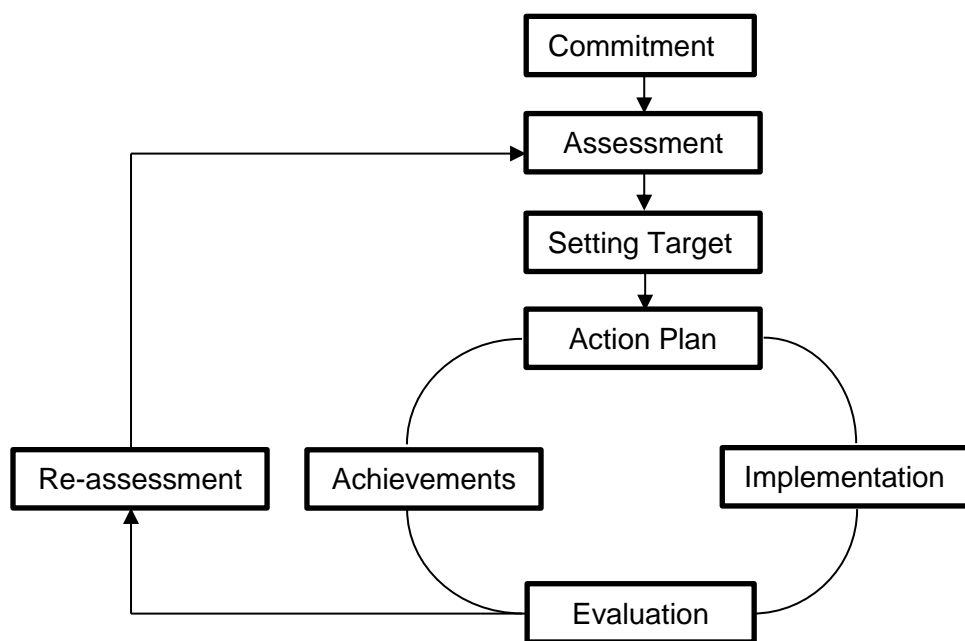 Commitment
Assessment
Setting Target
Action Plan
Re-assessment
Achievements
Implementation
Evaluation